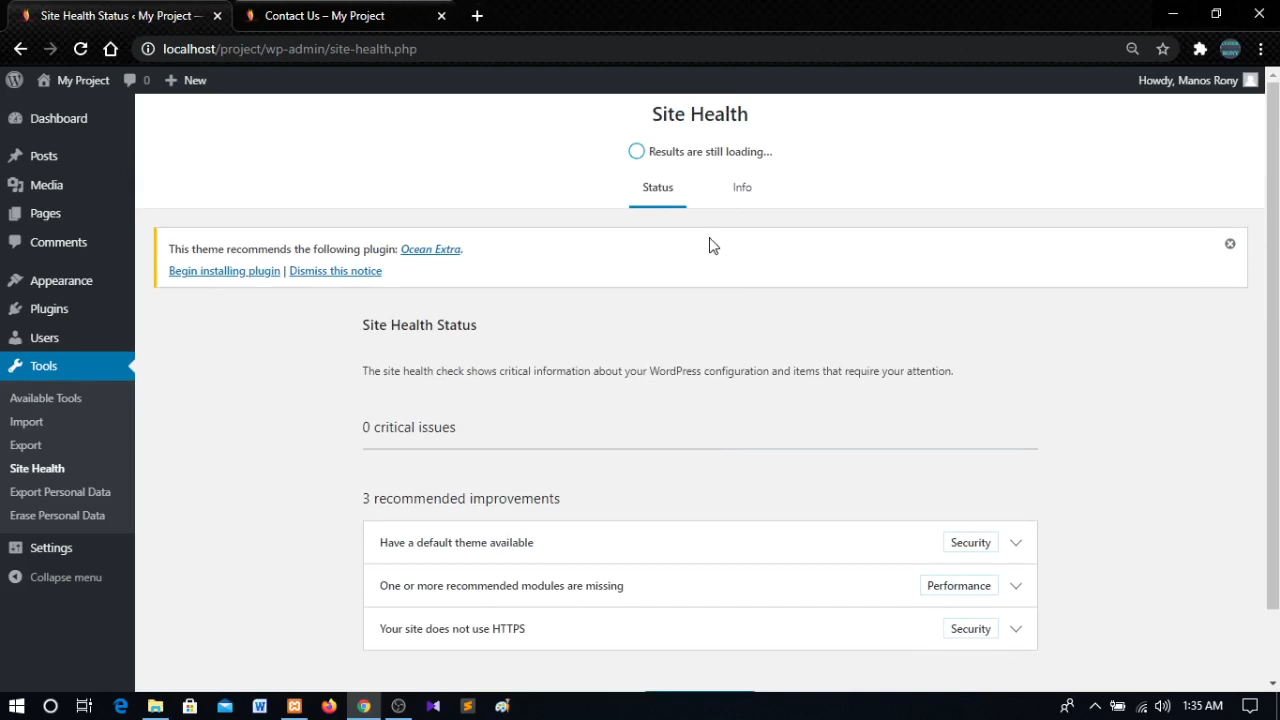 Site Health Status ‹ My Project —
Contact Us – My Project
localhost/project/wp-admin/site-health.php
My Project
0
New
Howdy, Manos Rony
Dashboard
Posts
Media
Pages
Comments
Appearance
Plugins
Users
Tools
Available Tools
Import
Export
Site Health
Export Personal Data
Erase Personal Data
Settings
Collapse menu
Site Health
Results are still loading…
Status
Info
This theme recommends the following plugin: Ocean Extra.
Begin installing plugin | Dismiss this notice
Site Health Status
The site health check shows critical information about your WordPress configuration and items that require your attention.
0 critical issues
3 recommended improvements
Have a default theme available
Security
One or more recommended modules are missing
Performance
Your site does not use HTTPS
Security
1:35 AM